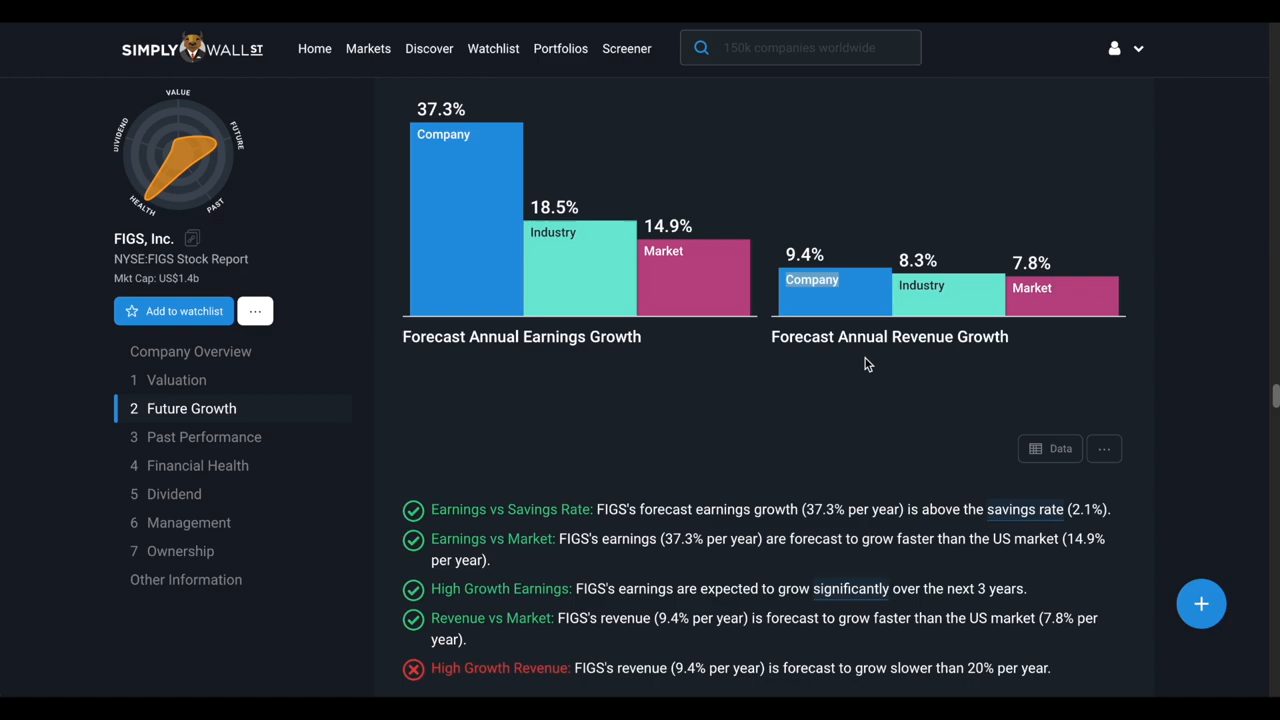 SIMPLY WALL ST
Home Markets Discover Watchlist Portfolios Screener
150k companies worldwide
VALUE
FUTURE
PAST
HEALTH
DIVIDEND
FIGS, Inc.
NYSE:FIGS Stock Report
Mkt Cap: US$1.4b
Add to watchlist
...
Company Overview
1 Valuation
2 Future Growth
3 Past Performance
4 Financial Health
5 Dividend
6 Management
7 Ownership
Other Information
37.3%
Company
18.5%
Industry
14.9%
Market
Forecast Annual Earnings Growth
9.4%
Company
8.3%
Industry
7.8%
Market
Forecast Annual Revenue Growth
Data
...
Earnings vs Savings Rate: FIGS's forecast earnings growth (37.3% per year) is above the savings rate (2.1%).
Earnings vs Market: FIGS's earnings (37.3% per year) are forecast to grow faster than the US market (14.9%
per year).
High Growth Earnings: FIGS's earnings are expected to grow significantly over the next 3 years.
Revenue vs Market: FIGS's revenue (9.4% per year) is forecast to grow faster than the US market (7.8% per
year).
High Growth Revenue: FIGS's revenue (9.4% per year) is forecast to grow slower than 20% per year.
+